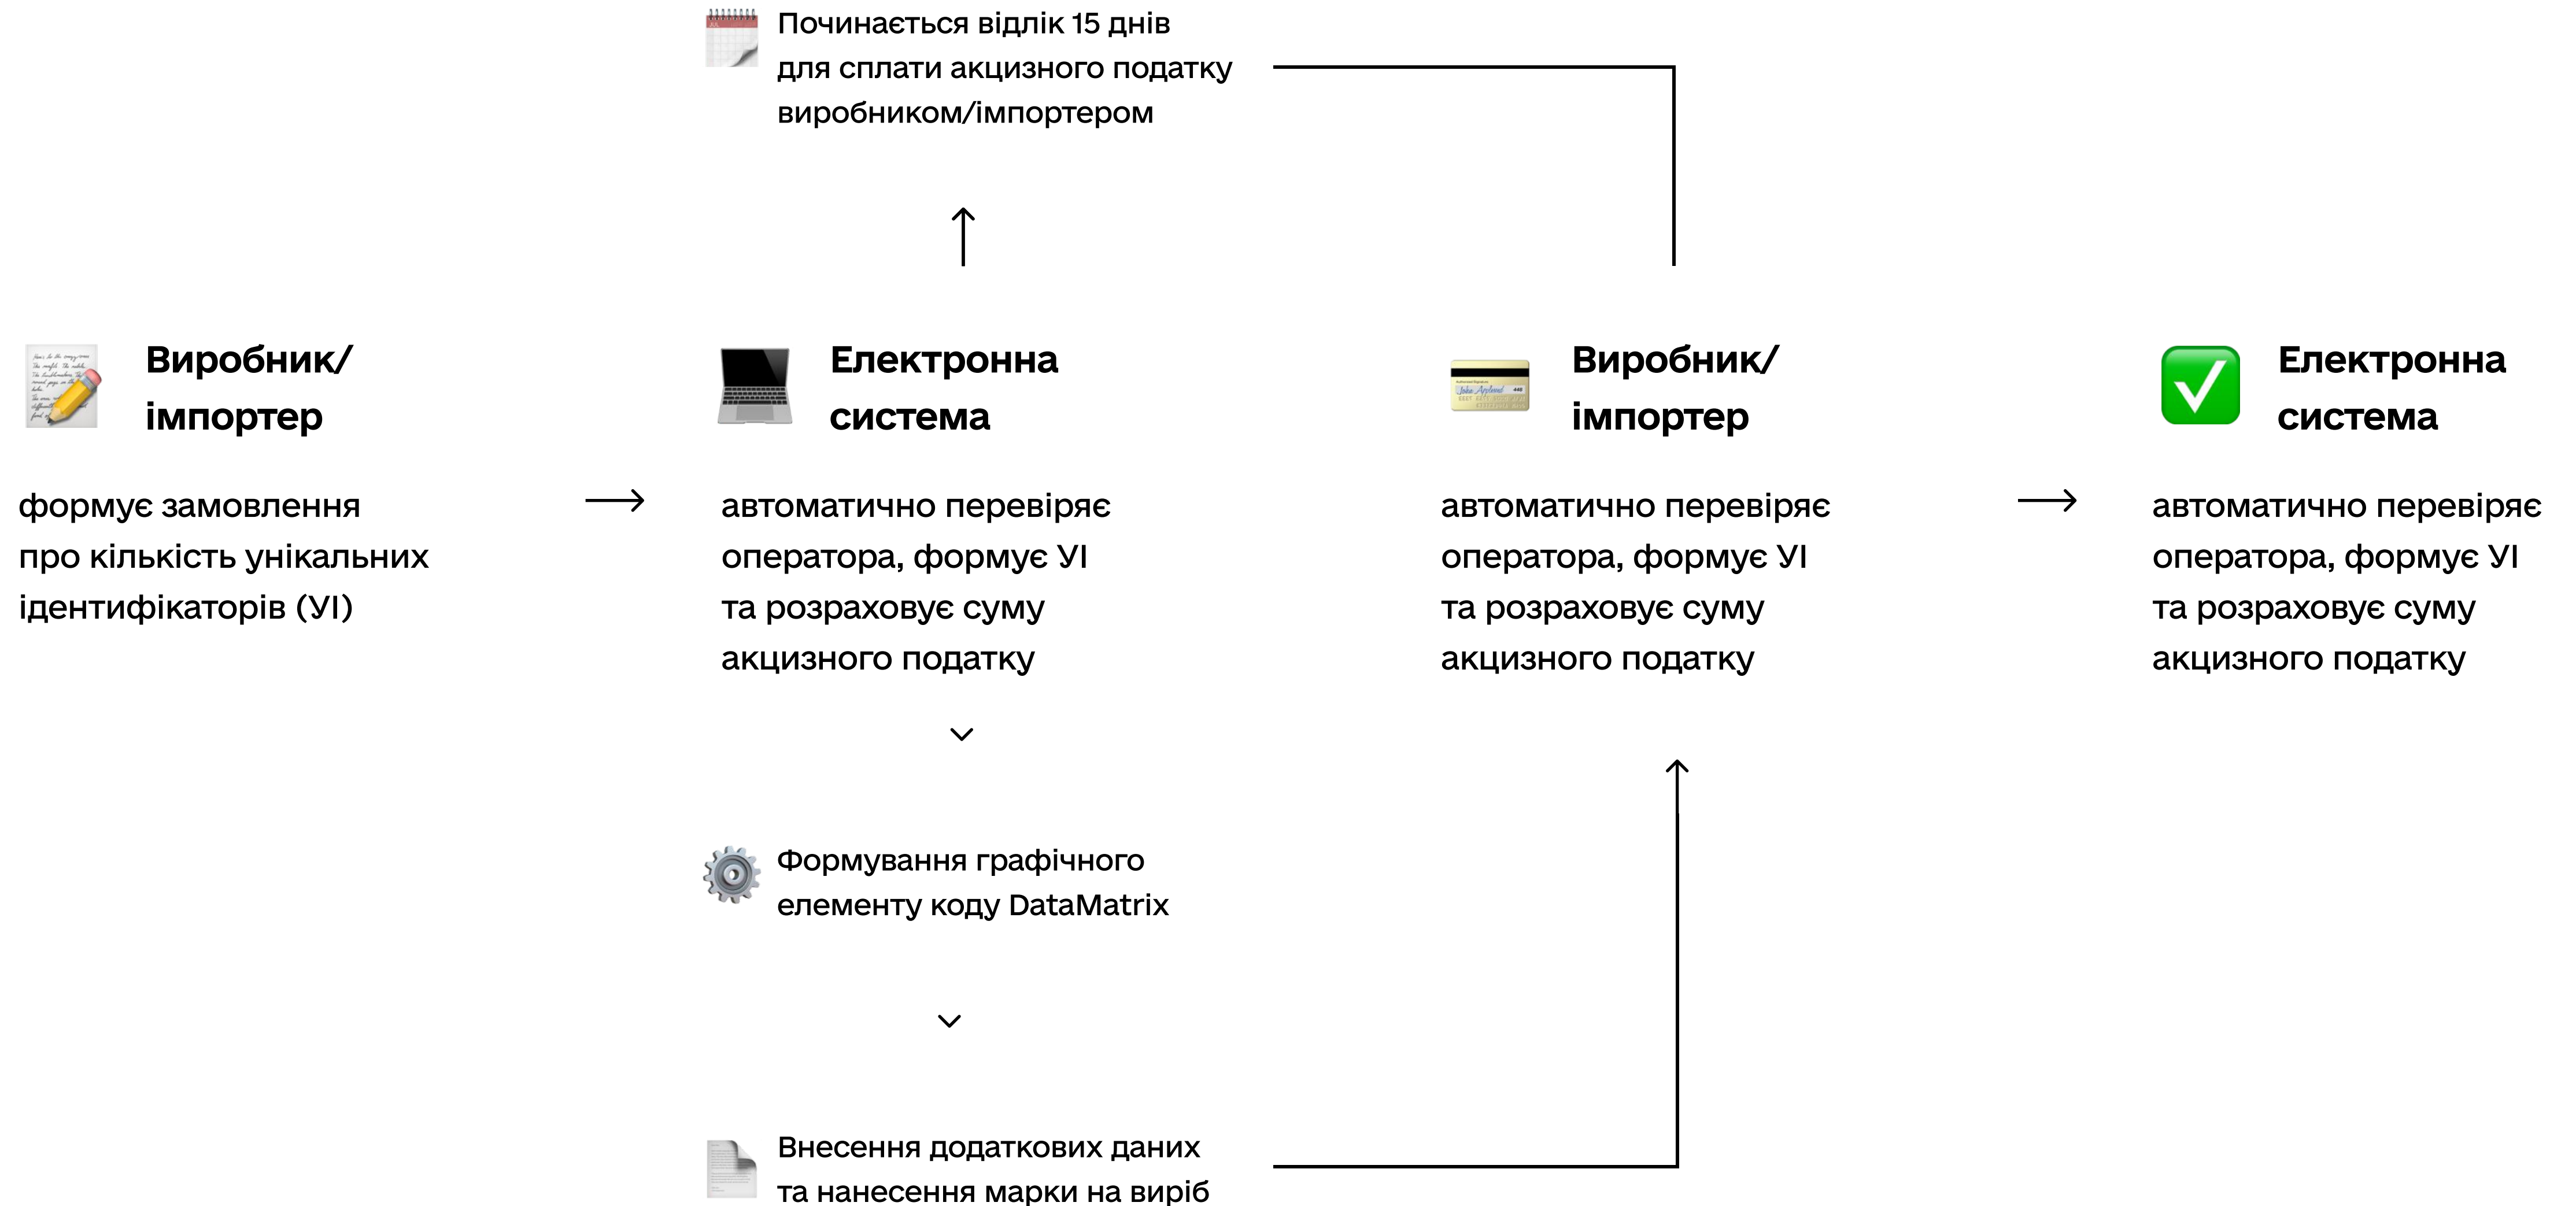 Починається відлік 15 днів
для сплати акцизного податку
виробником/імпортером
Виробник/
імпортер
формує замовлення
про кількість унікальних
ідентифікаторів (УІ)
Електронна
система
автоматично перевіряє
оператора, формує УІ
та розраховує суму
акцизного податку
Формування графічного
елементу коду DataMatrix
Внесення додаткових даних
та нанесення марки на виріб
Виробник/
імпортер
автоматично перевіряє
оператора, формує УІ
та розраховує суму
акцизного податку
Електронна
система
автоматично перевіряє
оператора, формує УІ
та розраховує суму
акцизного податку